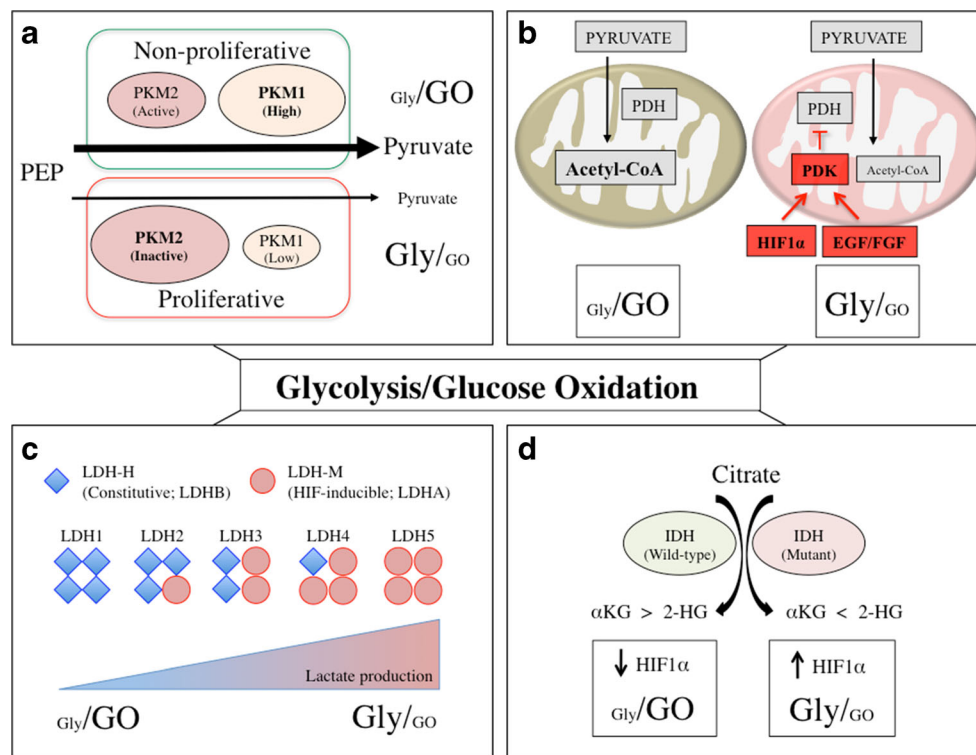 a
Non-proliferative
PKM2
(Active)
PKM1
(High)
Gly/GO
PEP
Pyruvate
Pyruvate
PKM2
(Inactive)
PKM1
(Low)
Gly/GO
Proliferative
b
PYRUVATE
PDH
Acetyl-CoA
Gly/GO
PYRUVATE
PDH
PDK
Acetyl-CoA
HIF1α
EGF/FGF
Gly/GO
Glycolysis/Glucose Oxidation
c
LDH-H
(Constitutive; LDHB)
LDH-M
(HIF-inducible; LDHA)
LDH1 LDH2 LDH3 LDH4 LDH5
Lactate production
Gly/GO
Gly/GO
d
Citrate
IDH
(Wild-type)
IDH
(Mutant)
αKG > 2-HG
αKG < 2-HG
↓ HIF1α
Gly/GO
↑ HIF1α
Gly/GO